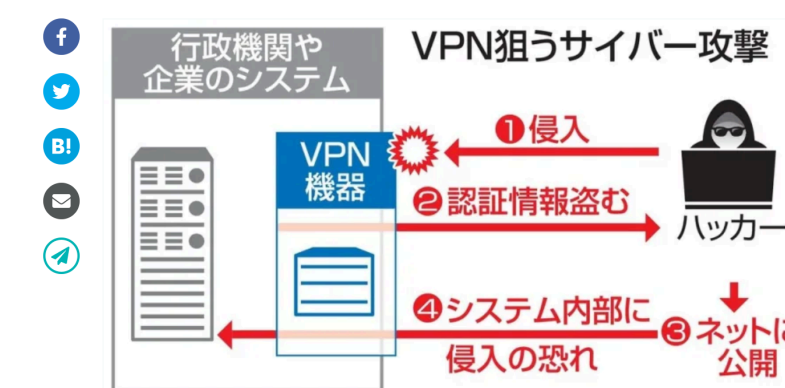 行政機関や
企業のシステム
VPN狙うサイバー攻撃
VPN
機器
❶侵入
❷認証情報盗む
ハッカー
❹システム内部に
侵入の恐れ
❸ネットに
公開
f
B!